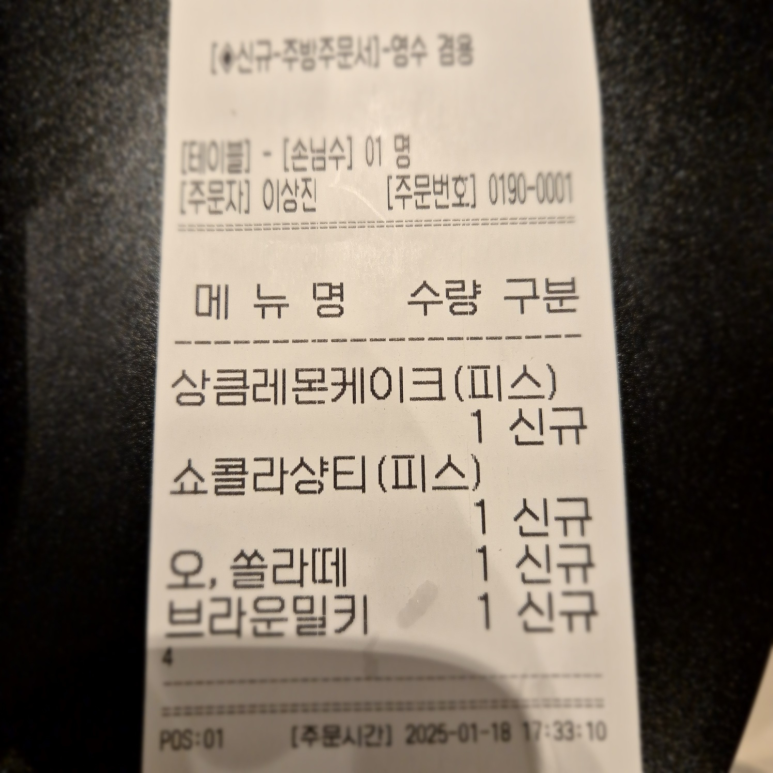 [◈신규-주방주문서]-영수 겸용
[테이블] - [손님수] 01 명
[주문자] 이상진 [주문번호] 0190-0001
메 뉴 명 수량 구분
상큼레몬케이크(피스)
1 신규
쇼콜라샹티(피스)
1 신규
오, 쏠라떼 1 신규
브라운밀키 1 신규
4
POS:01 [주문시간] 2025-01-18 17:33:10